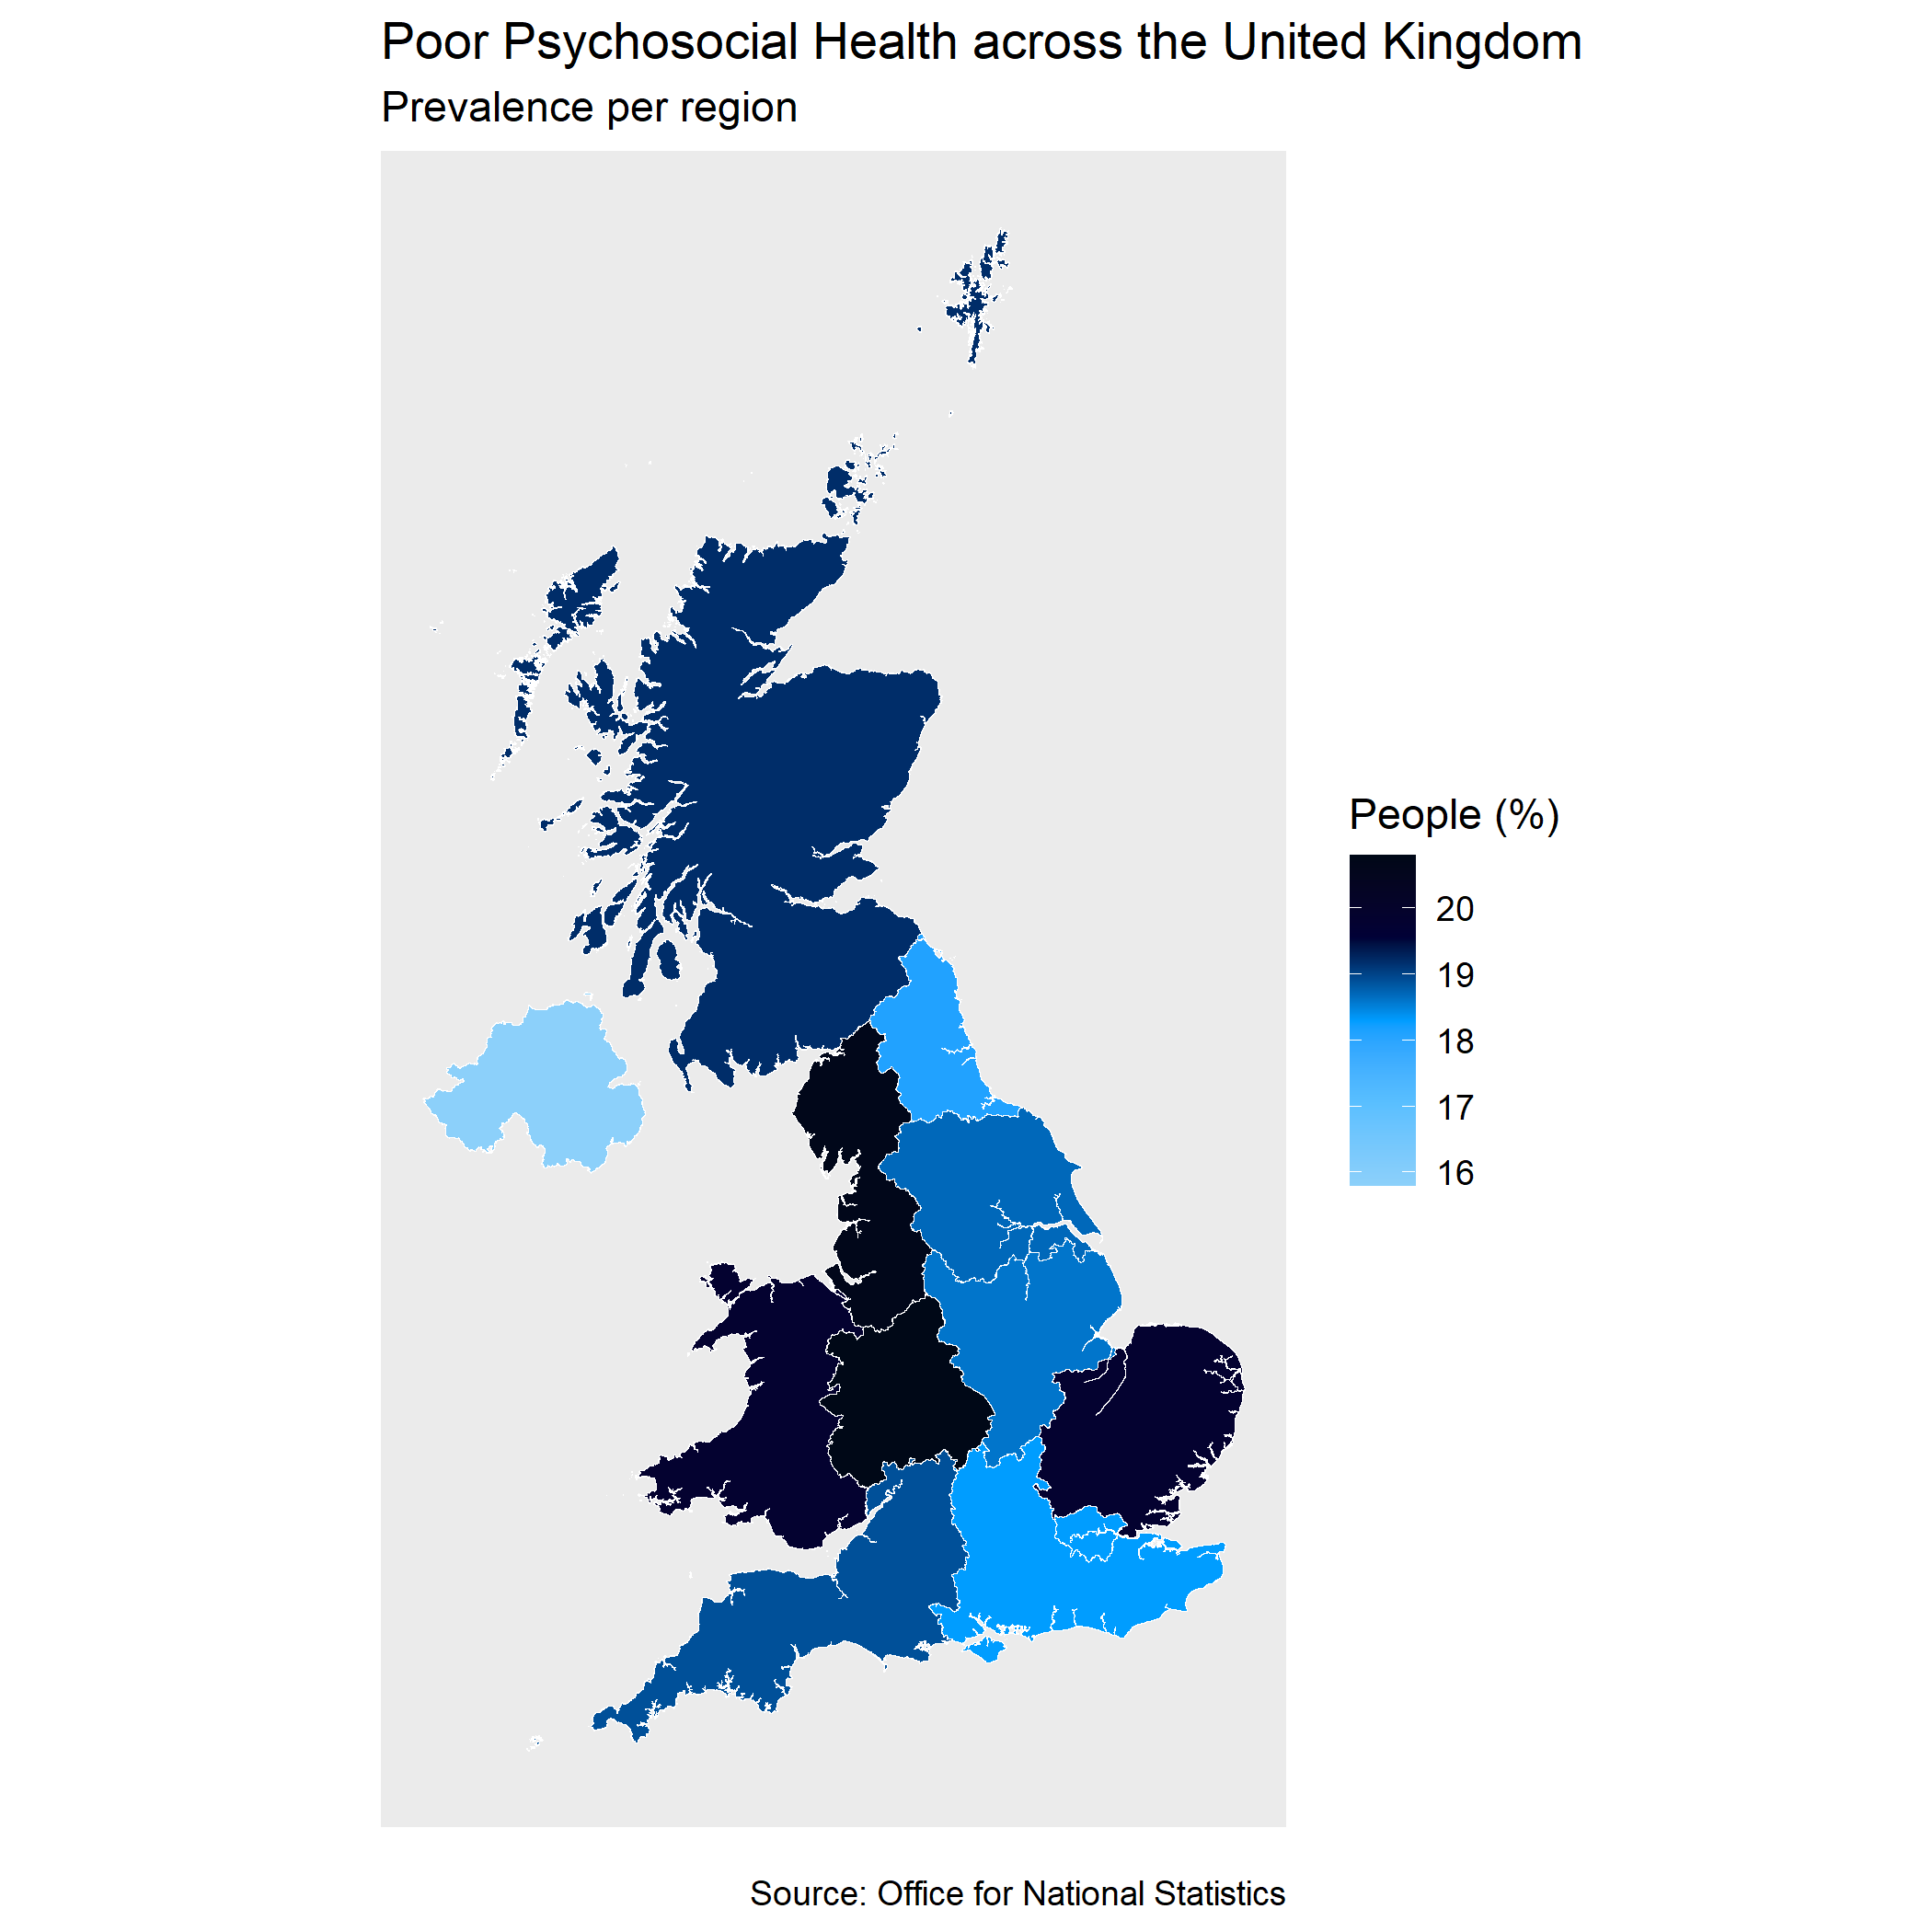 Poor Psychosocial Health across the United Kingdom
Prevalence per region
People (%)
20
19
18
17
16
Source: Office for National Statistics